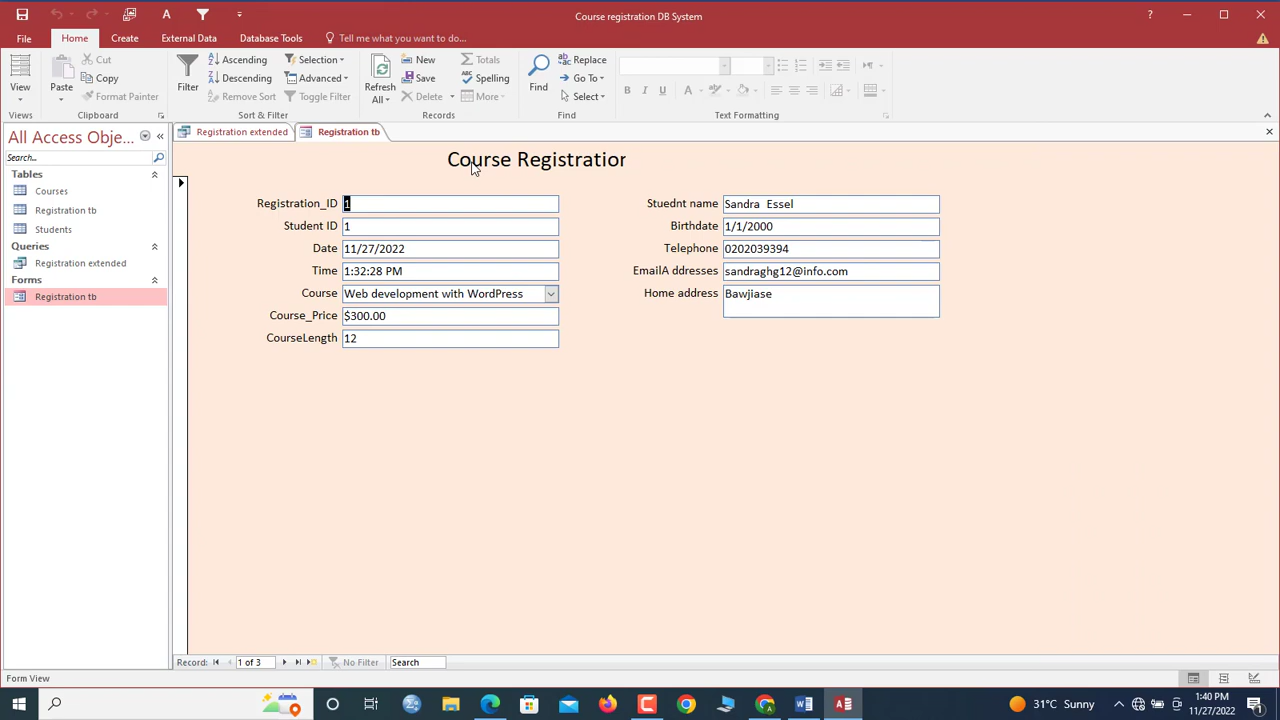 Course registration DB System
?
File Home Create External Data Database Tools Tell me what you want to do...
View
Views
Paste
Cut
Copy
Format Painter
Clipboard
Filter
Ascending
Descending
Remove Sort
Selection
Advanced
Toggle Filter
Sort & Filter
Refresh
All
New
Save
Delete
Totals
Spelling
More
Records
Find
Replace
Go To
Select
Find
B I U A
Text Formatting
All Access Obje...
Search...
Tables
Courses
Registration tb
Students
Queries
Registration extended
Forms
Registration tb
Registration extended Registration tb
Course Registration
Registration_ID 1
Student ID 1
Date 11/27/2022
Time 1:32:28 PM
Course Web development with WordPress
Course_Price $300.00
CourseLength 12
Stuednt name Sandra Essel
Birthdate 1/1/2000
Telephone 0202039394
EmailA ddresses sandraghg12@info.com
Home address Bawjiase
Record: 1 of 3 No Filter Search
Form View
31°C Sunny
1:40 PM
11/27/2022